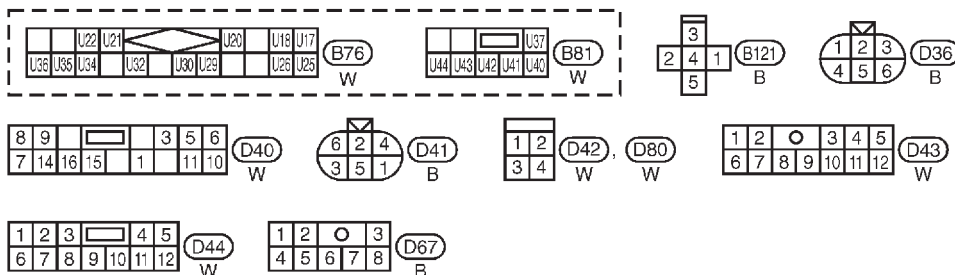 U22 U21 U20 U18 U17 B76
U36 U35 U34 U32 U30 U29 U26 U25 W
U37 B81
U44 U43 U42 U41 U40 W
3
2 4 1 B121
5 B
1 2 3 D36
4 5 6 B
8 9 3 5 6 D40
7 14 16 15 1 11 10 W
6 2 4 D41
3 5 1 B
1 2 D42 , D80
3 4 W W
1 2 3 4 5 D43
6 7 8 9 10 11 12 W
1 2 3 4 5 D44
6 7 8 9 10 11 12 W
1 2 3 D67
4 5 6 7 8 B